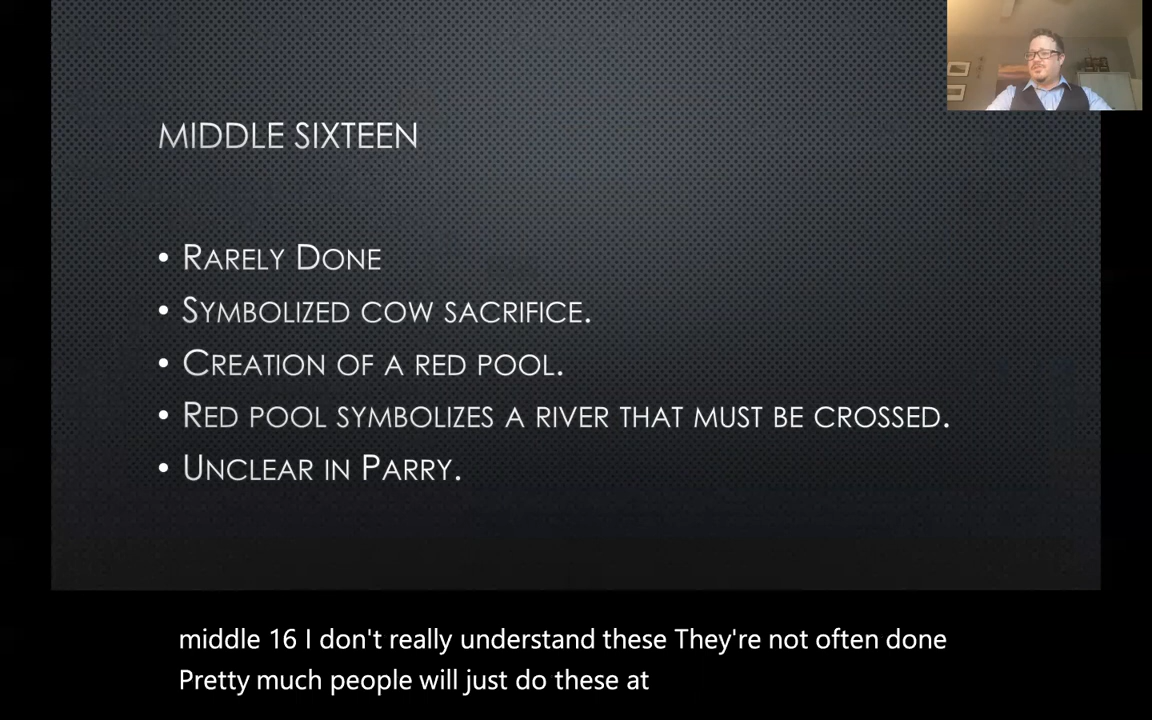 MIDDLE SIXTEEN
• RARELY DONE
• SYMBOLIZED COW SACRIFICE.
• CREATION OF A RED POOL.
• RED POOL SYMBOLIZES A RIVER THAT MUST BE CROSSED.
• UNCLEAR IN PARRY.
middle 16 I don't really understand these They're not often done
Pretty much people will just do these at